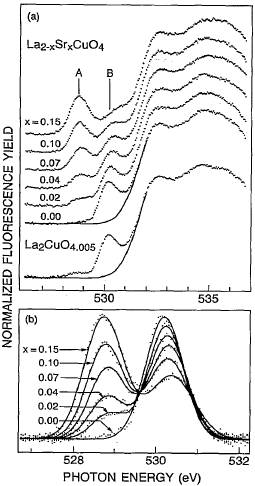 (a)
La2-xSrxCuO4
A
B
x = 0.15
0.10
0.07
0.04
0.02
0.00
La2CuO4.005
530
535
NORMALIZED FLUORESCENCE YIELD
(b)
x = 0.15
0.10
0.07
0.04
0.02
0.00
528
530
532
PHOTON ENERGY (eV)